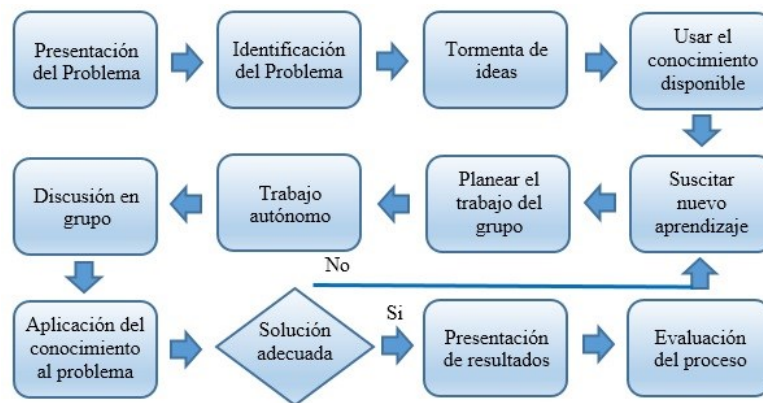 Presentación
del Problema
Identificación
del Problema
Tormenta de
ideas
Usar el
conocimiento
disponible
Suscitar
nuevo
aprendizaje
Planear el
trabajo del
grupo
Trabajo
autónomo
Discusión en
grupo
Aplicación del
conocimiento
al problema
Solución
adecuada
No
Si
Presentación
de resultados
Evaluación
del proceso